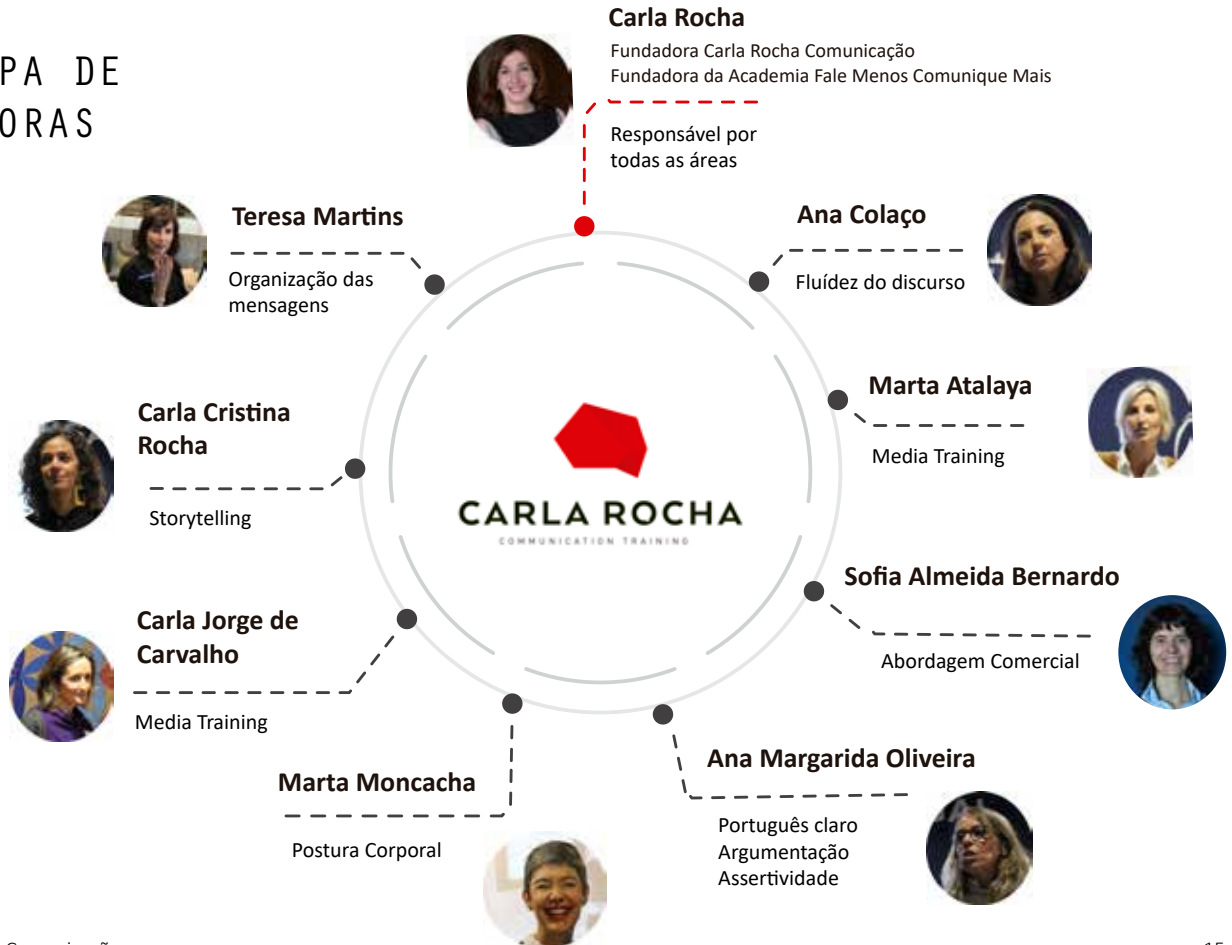 PA DE
ORAS
Carla Rocha
Fundadora Carla Rocha Comunicação
Fundadora da Academia Fale Menos Comunique Mais
Responsável por
todas as áreas
Teresa Martins
Organização das
mensagens
Ana Colaço
Fluídez do discurso
Carla Cristina
Rocha
Storytelling
Marta Atalaya
Media Training
CARLA ROCHA
COMMUNICATION TRAINING
Sofia Almeida Bernardo
Abordagem Comercial
Carla Jorge de
Carvalho
Media Training
Ana Margarida Oliveira
Português claro
Argumentação
Assertividade
Marta Moncacha
Postura Corporal